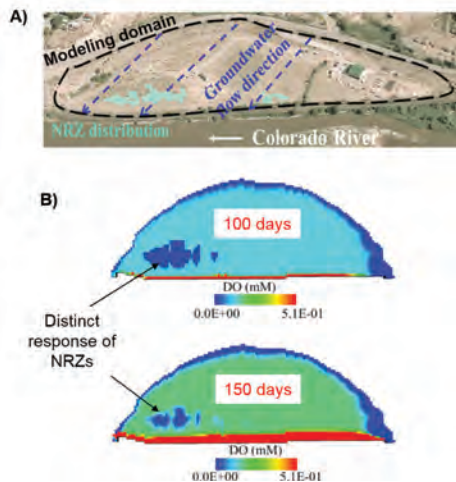 A)
Modeling domain
Groundwater
flow direction
NRZ distribution
Colorado River
B)
100 days
DO (mM)
0.0E+00 5.1E-01
Distinct
response of
NRZs
150 days
DO (mM)
0.0E+00 5.1E-01